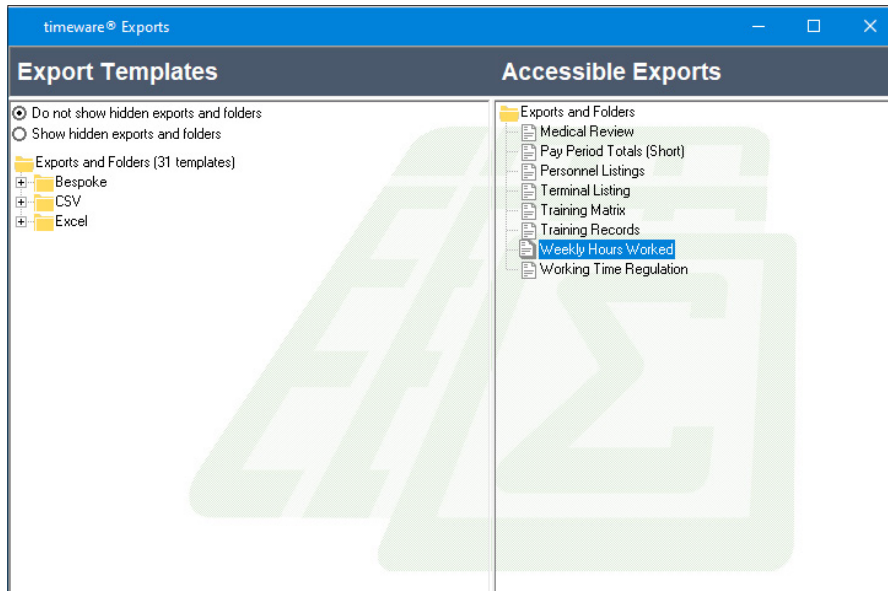 timeware® Exports
Export Templates
Accessible Exports
Do not show hidden exports and folders
Show hidden exports and folders
Exports and Folders (31 templates)
Bespoke
CSV
Excel
Exports and Folders
Medical Review
Pay Period Totals (Short)
Personnel Listings
Terminal Listing
Training Matrix
Training Records
Weekly Hours Worked
Working Time Regulation